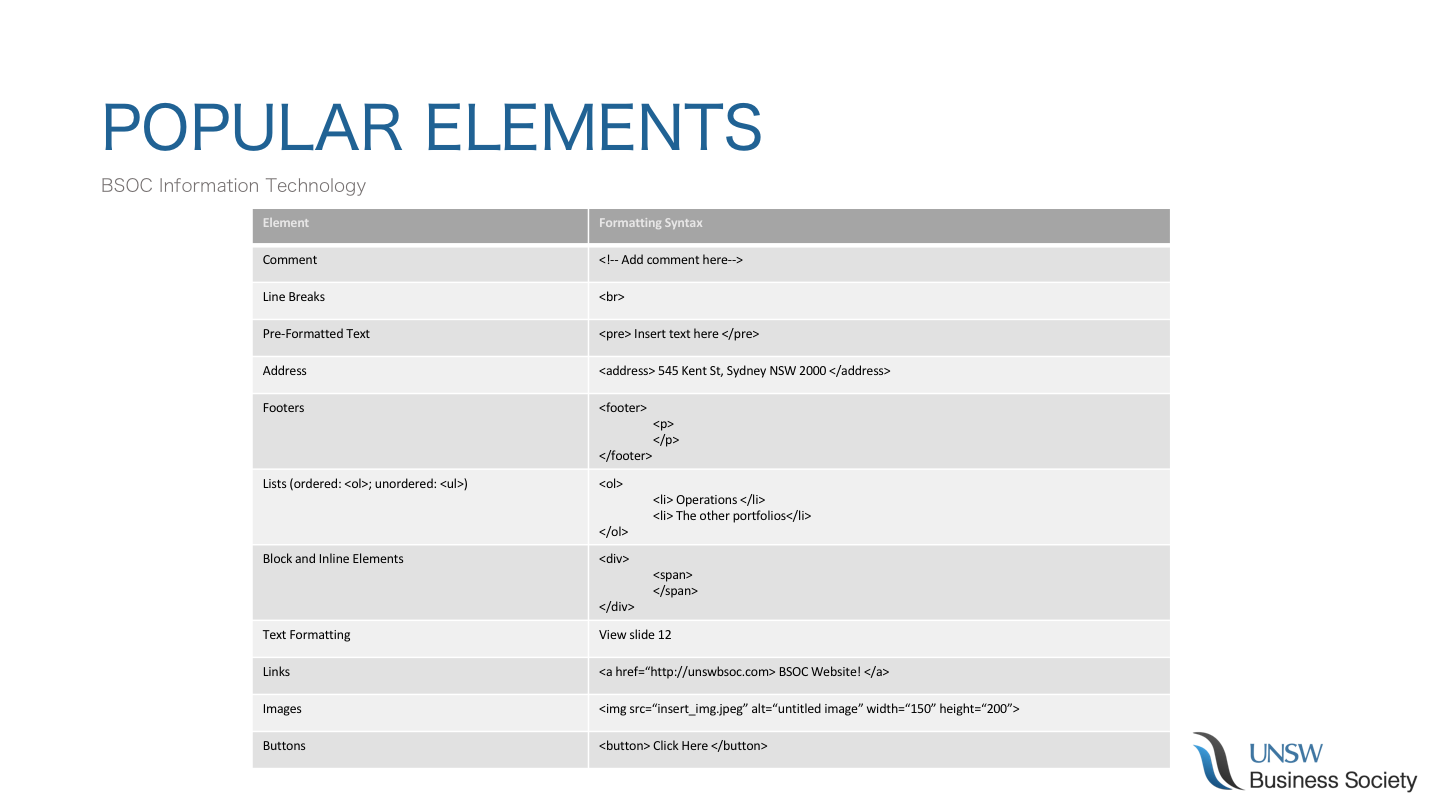 POPULAR ELEMENTS
BSOC Information Technology
Element
Formatting Syntax
Comment
<!-- Add comment here-->
Line Breaks
<br>
Pre-Formatted Text
<pre> Insert text here </pre>
Address
<address> 545 Kent St, Sydney NSW 2000 </address>
Footers
<footer>
<p>
</p>
</footer>
Lists (ordered: <ol>; unordered: <ul>)
<ol>
<li> Operations </li>
<li> The other portfolios</li>
</ol>
Block and Inline Elements
<div>
<span>
</span>
</div>
Text Formatting
View slide 12
Links
<a href=“http://unswbsoc.com> BSOC Website! </a>
Images
<img src=“insert_img.jpeg” alt=“untitled image” width=“150” height=“200”>
Buttons
<button> Click Here </button>
UNSW
Business Society